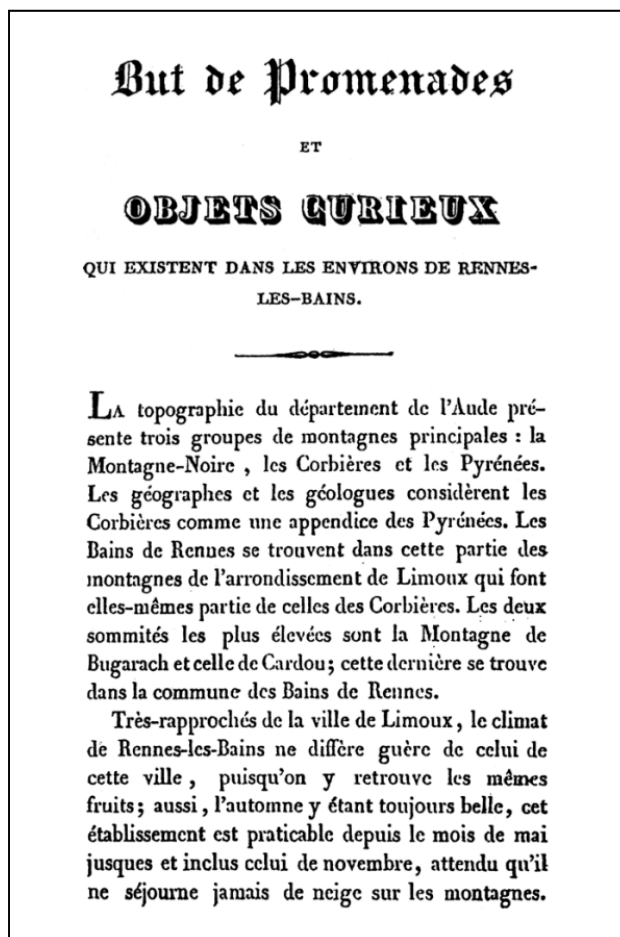 But de Promenades
ET
OBJETS CURIEUX
QUI EXISTENT DANS LES ENVIRONS DE RENNES-
LES-BAINS.
LA topographie du département de l'Aude pré-
sente trois groupes de montagnes principales : la
Montagne-Noire , les Corbières et les Pyrénées.
Les géographes et les géologues considèrent les
Corbières comme une appendice des Pyrénées. Les
Bains de Rennes se trouvent dans cette partie des
montagnes de l'arrondissement de Limoux qui font
elles-mêmes partie de celles des Corbières. Les deux
sommités les plus élevées sont la Montagne de
Bugarach et celle de Cardou ; cette dernière se trouve
dans la commune des Bains de Rennes.
Très-rapprochés de la ville de Limoux , le climat
de Rennes-les-Bains ne diffère guère de celui de
cette ville , puisqu'on y retrouve les mêmes
fruits ; aussi , l'automne y étant toujours belle, cet
établissement est praticable depuis le mois de mai
jusques et inclus celui de novembre, attendu qu'il
ne séjourne jamais de neige sur les montagnes.